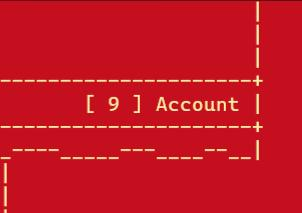 [ 9 ] Account